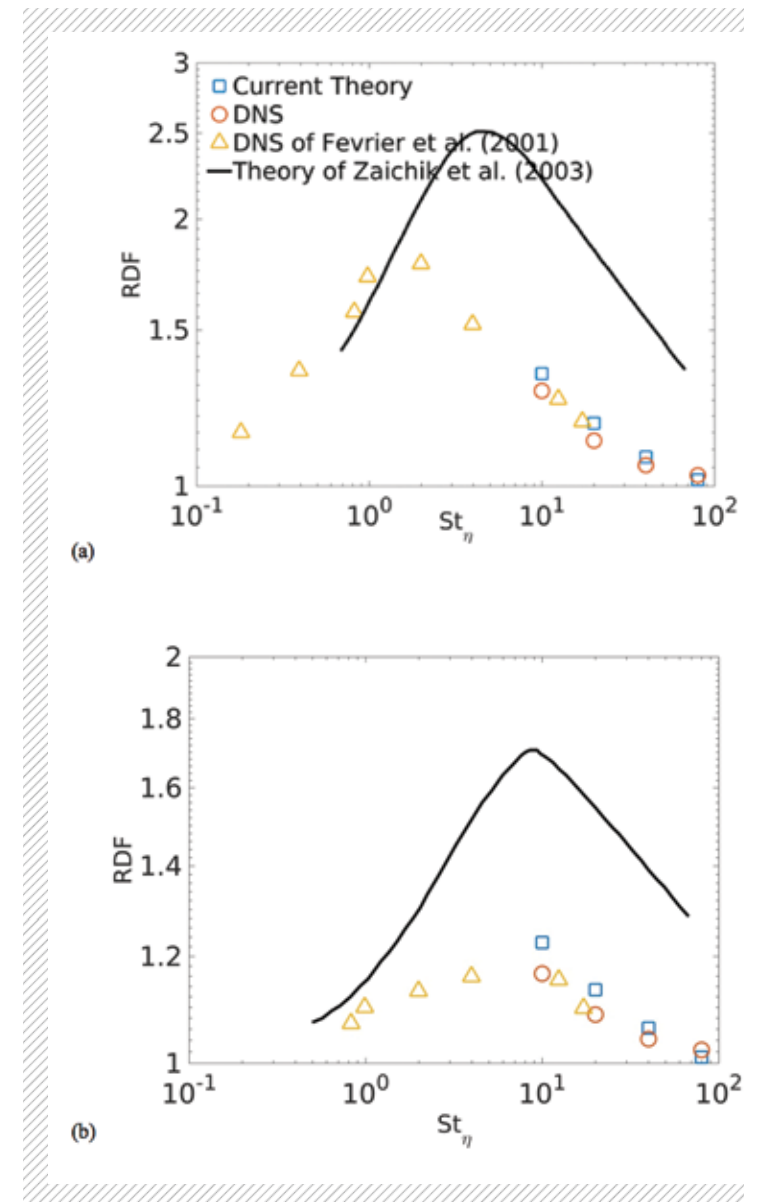 3
Current Theory
DNS
2.5
DNS of Fevrier et al. (2001)
Theory of Zaichik et al. (2003)
2
RDF
1.5
1
10^-1 10^0 10^1 10^2
St_η
(a)
2
1.8
1.6
RDF
1.4
1.2
1
10^-1 10^0 10^1 10^2
St_η
(b)